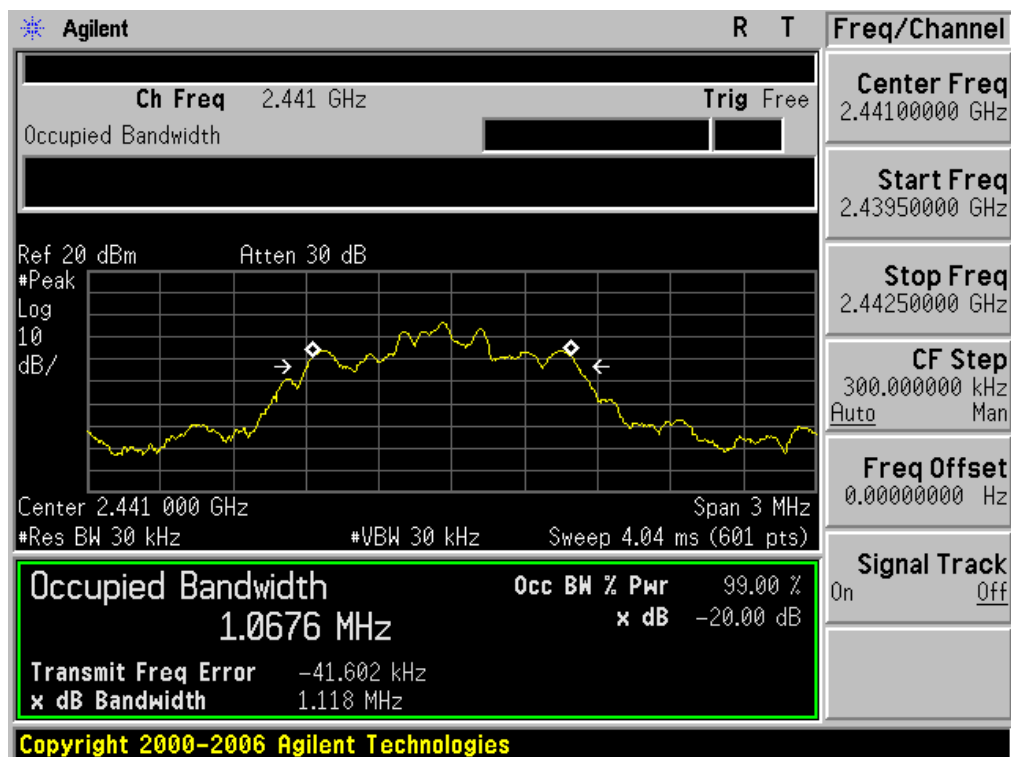 Agilent R T
Ch Freq 2.441 GHz Trig Free
Occupied Bandwidth
Ref 20 dBm Atten 30 dB
#Peak
Log
10
dB/
Center 2.441 000 GHz Span 3 MHz
#Res BW 30 kHz #VBW 30 kHz Sweep 4.04 ms (601 pts)
Occupied Bandwidth Occ BW % Pwr 99.00 %
1.0676 MHz x dB -20.00 dB
Transmit Freq Error -41.602 kHz
x dB Bandwidth 1.118 MHz
Copyright 2000-2006 Agilent Technologies
Freq/Channel
Center Freq
2.44100000 GHz
Start Freq
2.43950000 GHz
Stop Freq
2.44250000 GHz
CF Step
300.000000 kHz
Auto Man
Freq Offset
0.00000000 Hz
Signal Track
On Off